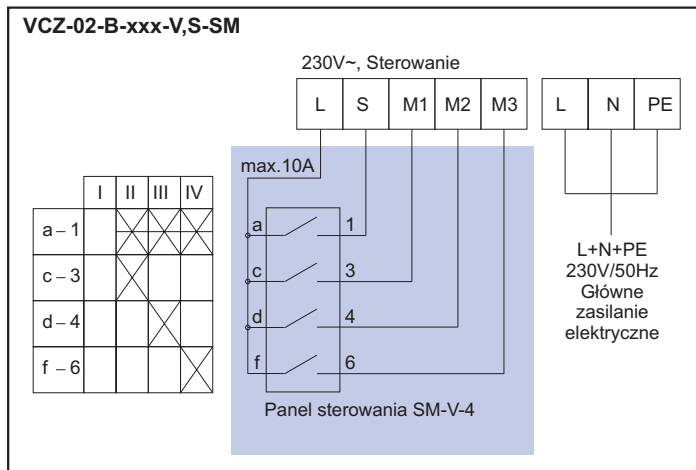 VCZ-02-B-xxx-V,S-SM
230V~, Sterowanie
L S M1 M2 M3 L N PE
max.10A
I II III IV
a – 1
c – 3
d – 4
f – 6
a 1
c 3
d 4
f 6
L+N+PE
230V/50Hz
Główne
zasilanie
elektryczne
Panel sterowania SM-V-4